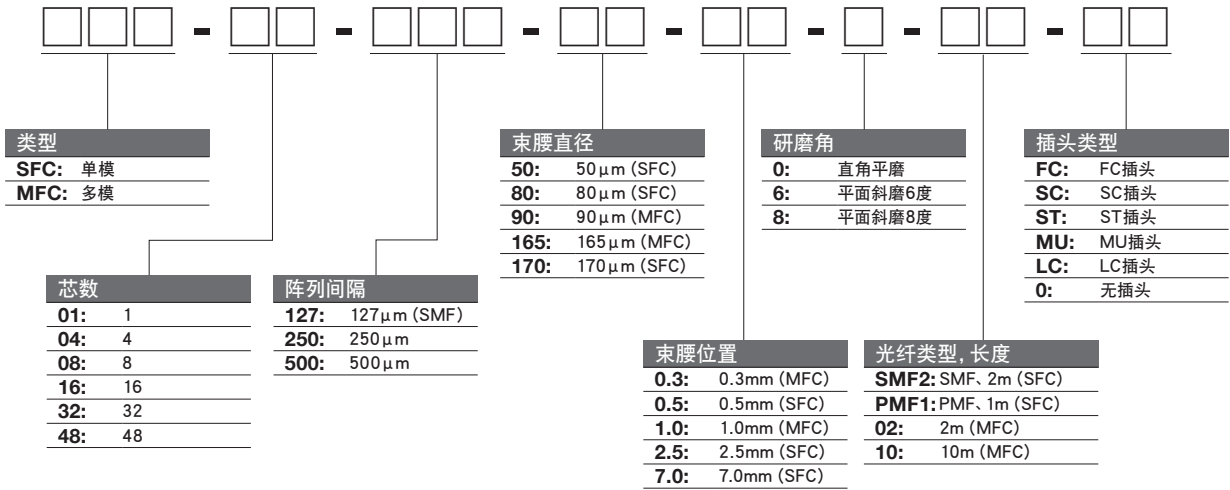 类型
SFC: 单模
MFC: 多模
芯数
01: 1
04: 4
08: 8
16: 16
32: 32
48: 48
阵列间隔
127: 127μm (SMF)
250: 250μm
500: 500μm
束腰直径
50: 50μm (SFC)
80: 80μm (SFC)
90: 90μm (MFC)
165: 165μm (MFC)
170: 170μm (SFC)
束腰位置
0.3: 0.3mm (MFC)
0.5: 0.5mm (SFC)
1.0: 1.0mm (MFC)
2.5: 2.5mm (SFC)
7.0: 7.0mm (SFC)
研磨角
0: 直角平磨
6: 平面斜磨6度
8: 平面斜磨8度
光纤类型,长度
SMF2: SMF、2m (SFC)
PMF1: PMF、1m (SFC)
02: 2m (MFC)
10: 10m (MFC)
插头类型
FC: FC插头
SC: SC插头
ST: ST插头
MU: MU插头
LC: LC插头
0: 无插头